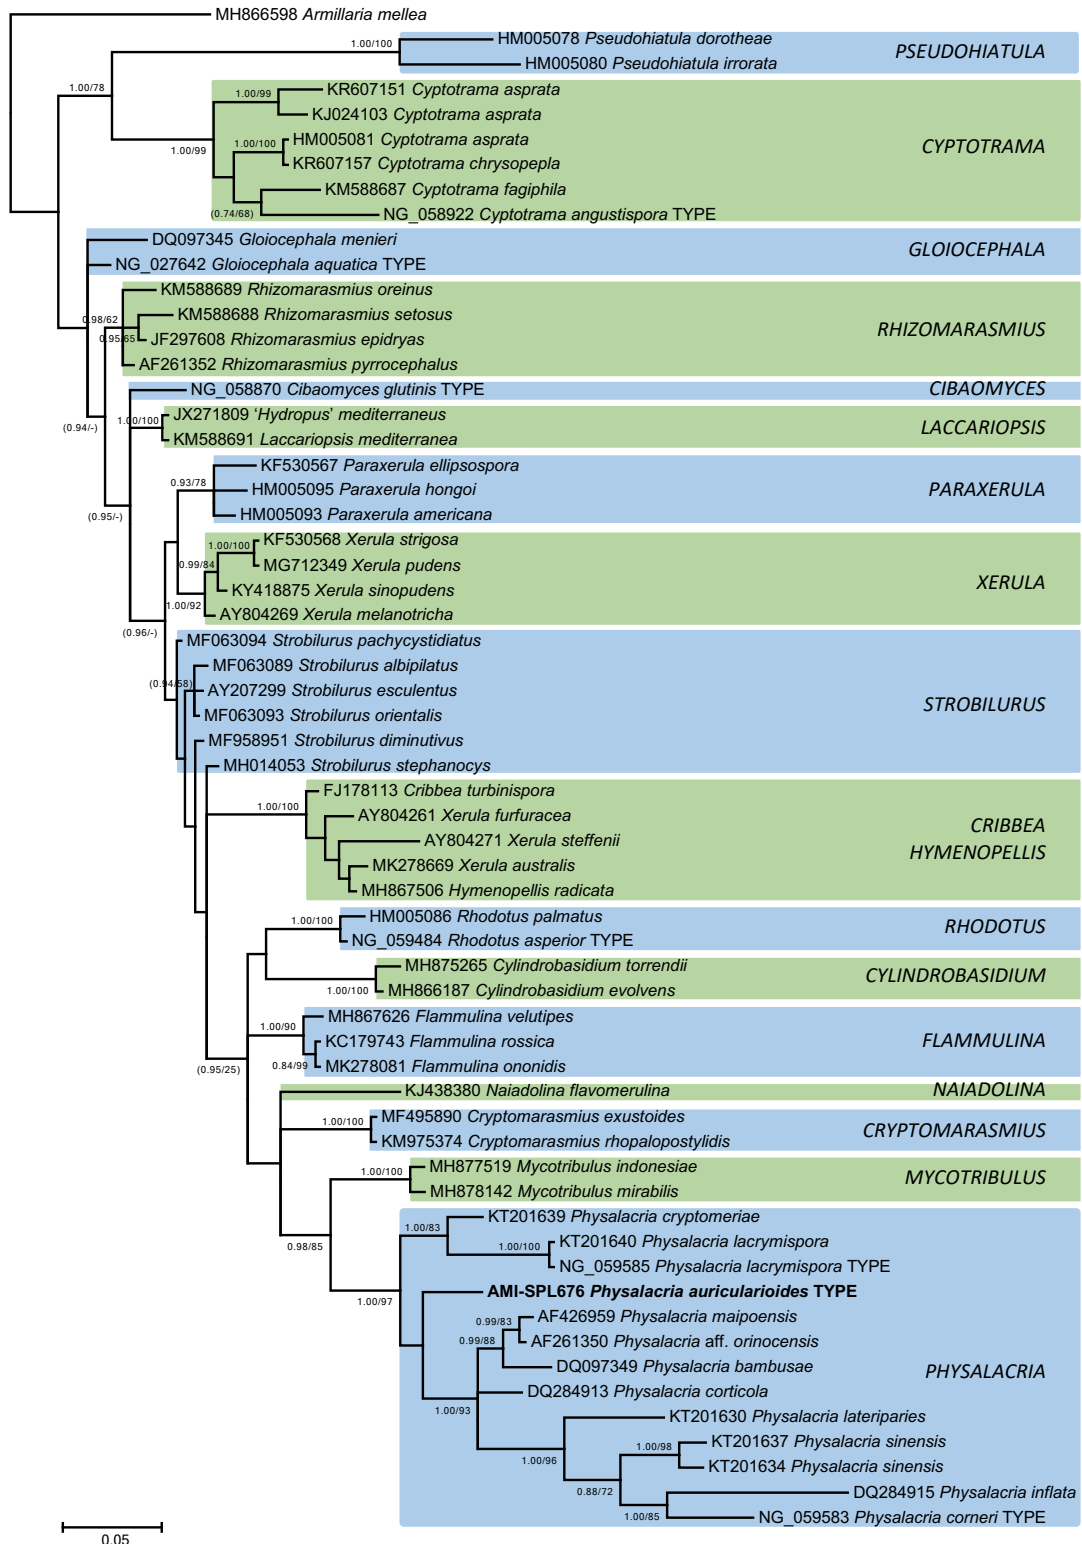 MH866598 Armillaria mellea
HM005078 Pseudohiatula dorotheae
1.00/100
PSEUDOHIATULA
HM005080 Pseudohiatula irrorata
1.00/78
KR607151 Cyptotrama asprata
1.00/99
KJ024103 Cyptotrama asprata
HM005081 Cyptotrama asprata
1.00/100
CYPTOTRAMA
1.00/99
KR607157 Cyptotrama chrysopepla
KM588687 Cyptotrama fagiphila
(0.74/68)
NG_058922 Cyptotrama angustispora TYPE
DQ097345 Gloiocephala menieri
GLOIOCEPHALA
NG_027642 Gloiocephala aquatica TYPE
KM588689 Rhizomarasmius oreinus
KM588688 Rhizomarasmius setosus
0.98/62
RHIZOMARASMIUS
0.95/65
JF297608 Rhizomarasmius epidryas
AF261352 Rhizomarasmius pyrrocephalus
NG_058870 Cibaomyces glutinis TYPE
CIBAOMYCES
JX271809 ‘Hydropus’ mediterraneus
1.00/100
(0.94/-)
LACCARIOPSIS
KM588691 Laccariopsis mediterranea
KF530567 Paraxerula ellipsospora
0.93/78
HM005095 Paraxerula hongoi
PARAXERULA
(0.95/-)
HM005093 Paraxerula americana
KF530568 Xerula strigosa
1.00/100
0.99/84
MG712349 Xerula pudens
XERULA
KY418875 Xerula sinopudens
1.00/92
AY804269 Xerula melanotricha
(0.96/-)
MF063094 Strobilurus pachycystidiatus
MF063089 Strobilurus albipilatus
(0.94/58)
AY207299 Strobilurus esculentus
STROBILURUS
MF063093 Strobilurus orientalis
MF958951 Strobilurus diminutivus
MH014053 Strobilurus stephanocys
FJ178113 Cribbea turbinispora
1.00/100
AY804261 Xerula furfuracea
CRIBBEA
AY804271 Xerula steffenii
HYMENOPELLIS
MK278669 Xerula australis
MH867506 Hymenopellis radicata
HM005086 Rhodotus palmatus
1.00/100
RHODOTUS
NG_059484 Rhodotus asperior TYPE
MH875265 Cylindrobasidium torrendii
CYLINDROBASIDIUM
1.00/100
MH866187 Cylindrobasidium evolvens
MH867626 Flammulina velutipes
1.00/90
KC179743 Flammulina rossica
FLAMMULINA
0.84/99
MK278081 Flammulina ononidis
(0.95/25)
KJ438380 Naiadolina flavomerulina
NAIADOLINA
MF495890 Cryptomarasmius exustoides
1.00/100
CRYPTOMARASMIUS
KM975374 Cryptomarasmius rhopalopostylidis
MH877519 Mycotribulus indonesiae
1.00/100
MYCOTRIBULUS
MH878142 Mycotribulus mirabilis
KT201639 Physalacria cryptomeriae
1.00/83
KT201640 Physalacria lacrymispora
0.98/85
1.00/100
NG_059585 Physalacria lacrymispora TYPE
1.00/97
AMI-SPL676 Physalacria auricularioides TYPE
AF426959 Physalacria maipoensis
0.99/83
0.99/88
AF261350 Physalacria aff. orinocensis
DQ097349 Physalacria bambusae
PHYSALACRIA
DQ284913 Physalacria corticola
1.00/93
KT201630 Physalacria lateriparies
KT201637 Physalacria sinensis
1.00/98
1.00/96
KT201634 Physalacria sinensis
0.88/72
DQ284915 Physalacria inflata
1.00/85
NG_059583 Physalacria corneri TYPE
0.05